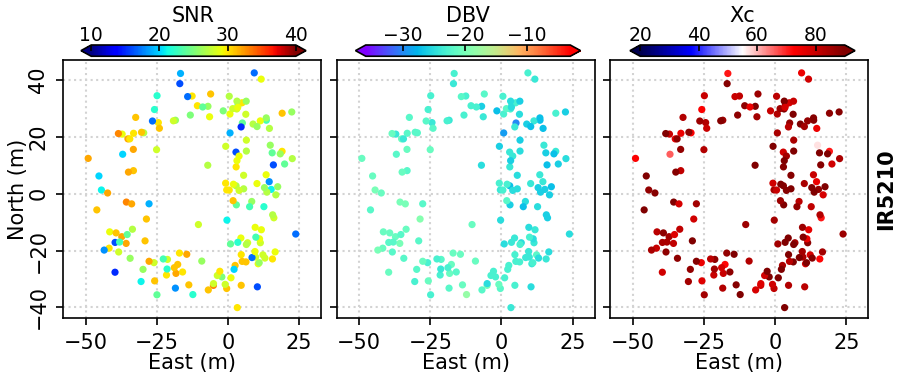 SNR DBV Xc
10 20 30 40 −30 −20 −10 20 40 60 80
40
20
0
−20
−40
North (m)
−50 −25 0 25 −50 −25 0 25 −50 −25 0 25
East (m) East (m) East (m)
IR5210